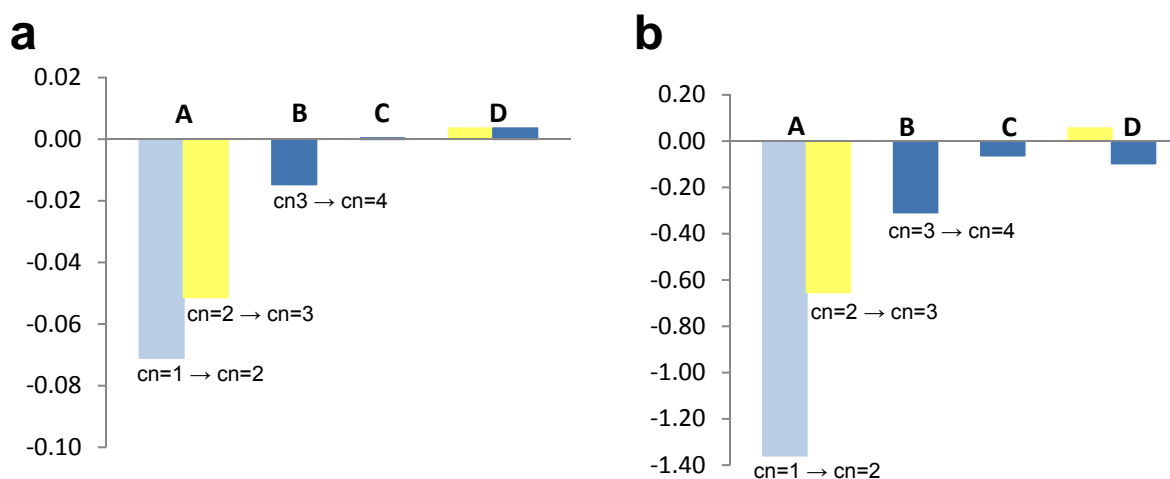 a
0.02
0.00
-0.02
-0.04
-0.06
-0.08
-0.10
A B C D
cn3 → cn=4
cn=2 → cn=3
cn=1 → cn=2
b
0.20
0.00
-0.20
-0.40
-0.60
-0.80
-1.00
-1.20
-1.40
A B C D
cn=3 → cn=4
cn=2 → cn=3
cn=1 → cn=2